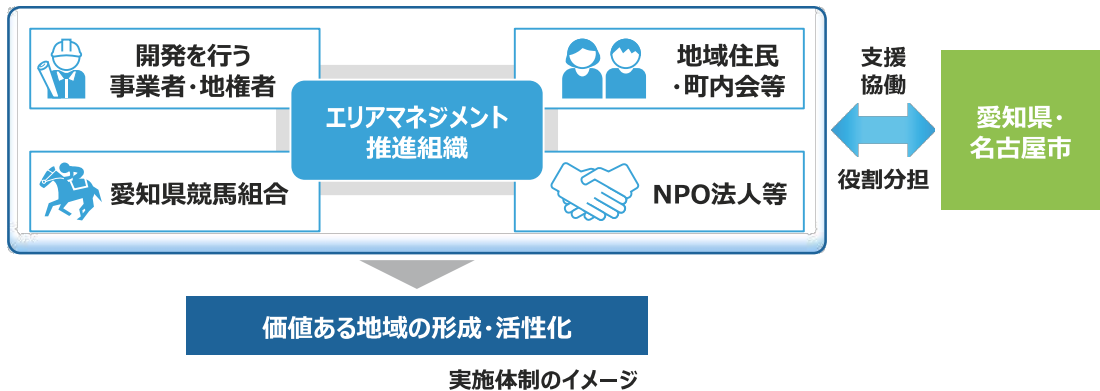 開発を行う
事業者・地権者
地域住民
・町内会等
エリアマネジメント
推進組織
愛知県競馬組合
NPO法人等
支援
協働
役割分担
愛知県・
名古屋市
価値ある地域の形成・活性化
実施体制のイメージ